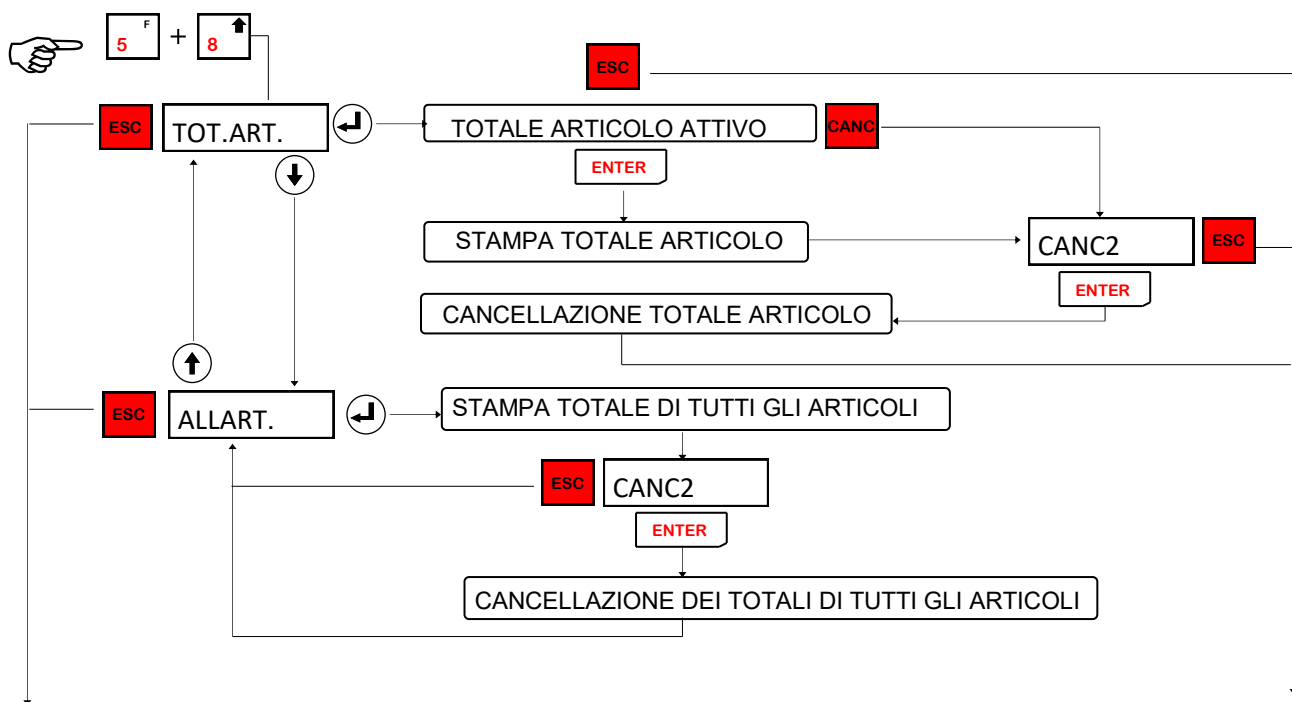 5 F + 8
ESC
ESC TOT.ART. TOTALE ARTICOLO ATTIVO CANC
ENTER
STAMPA TOTALE ARTICOLO CANC2 ESC
ENTER
CANCELLAZIONE TOTALE ARTICOLO
ESC ALLART. STAMPA TOTALE DI TUTTI GLI ARTICOLI
ESC CANC2
ENTER
CANCELLAZIONE DEI TOTALI DI TUTTI GLI ARTICOLI